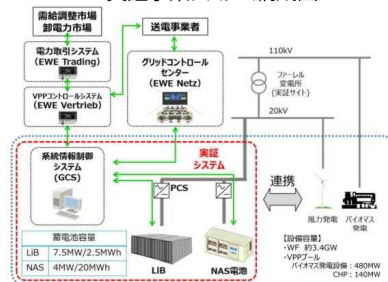 需給調整市場
卸電力市場
送電事業者
電力取引システム
(EWE Trading)
VPPコントロールシステム
(EWE Vertrieb)
グリッドコントロール
センター
(EWE Netz)
110kV
ファーレル
変電所
(実証サイト)
20kV
系統情報制御
システム
(GCS)
実証
システム
PCS
連携
風力発電
バイオマス
発電
蓄電池容量
LiB 7.5MW/2.5MWh
NAS 4MW/20MWh
LiB
NAS電池
【設備容量】
・WF 約3.4GW
・VPPプール
バイオマス発電設備：480MW
CHP：140MW